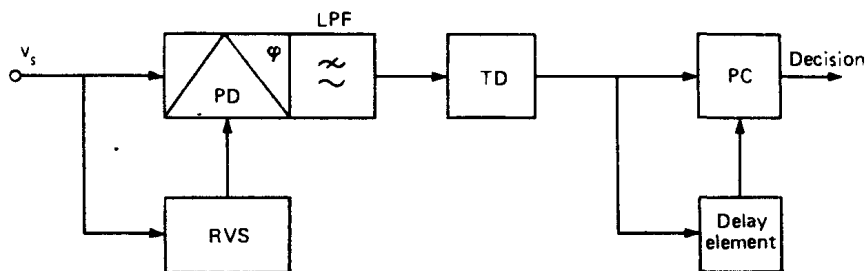 LPF
v_s
φ
PD
TD
PC
Decision
RVS
Delay
element